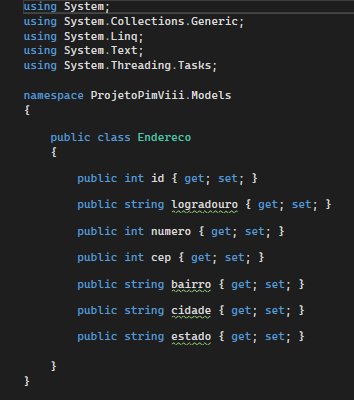 using System;
using System.Collections.Generic;
using System.Linq;
using System.Text;
using System.Threading.Tasks;
namespace ProjetoPimViii.Models
{
public class Endereco
{
public int id { get; set; }
public string logradouro { get; set; }
public int numero { get; set; }
public int cep { get; set; }
public string bairro { get; set; }
public string cidade { get; set; }
public string estado { get; set; }
}
}